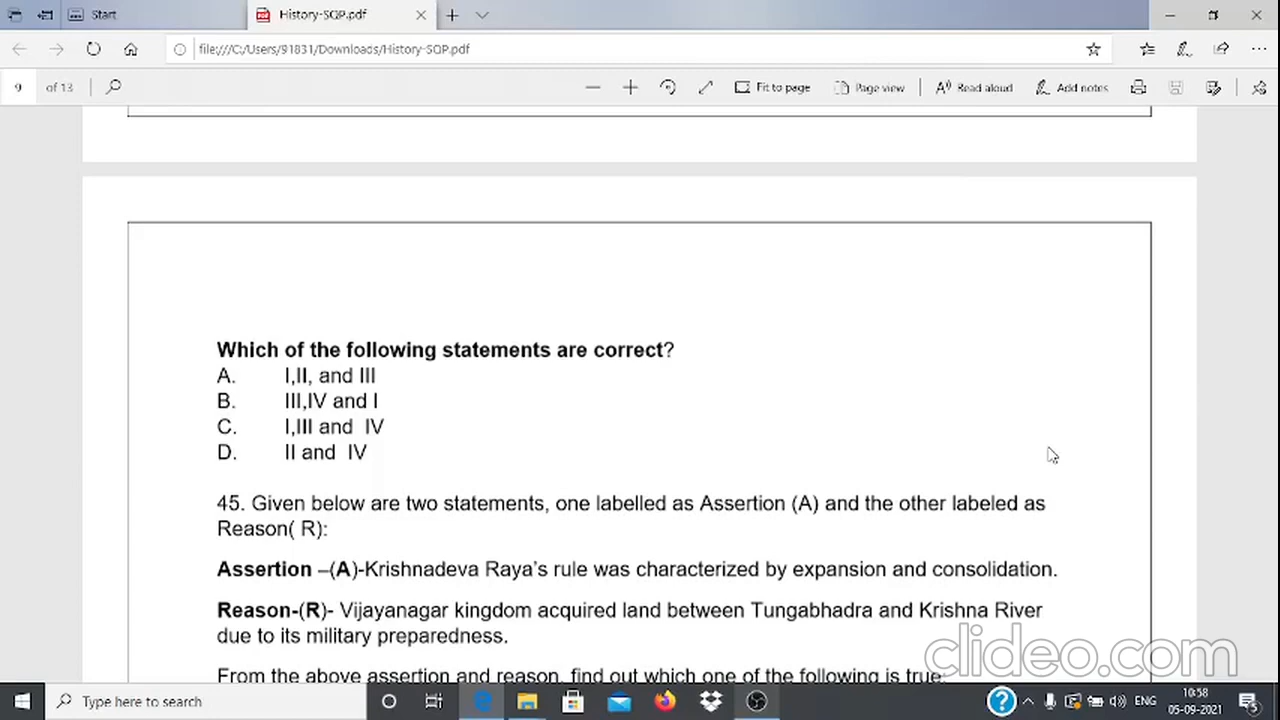 Start
History-SQP.pdf
file:///C:/Users/91831/Downloads/History-SQP.pdf
9 of 13
Fit to page
Page view
Read aloud
Add notes
Which of the following statements are correct?
A. I,II, and III
B. III,IV and I
C. I,III and IV
D. II and IV
45. Given below are two statements, one labelled as Assertion (A) and the other labeled as
Reason( R):
Assertion –(A)-Krishnadeva Raya's rule was characterized by expansion and consolidation.
Reason-(R)- Vijayanagar kingdom acquired land between Tungabhadra and Krishna River
due to its military preparedness.
From the above assertion and reason, find out which one of the following is true:
clideo.com
Type here to search
ENG
10:58
05-09-2021
5